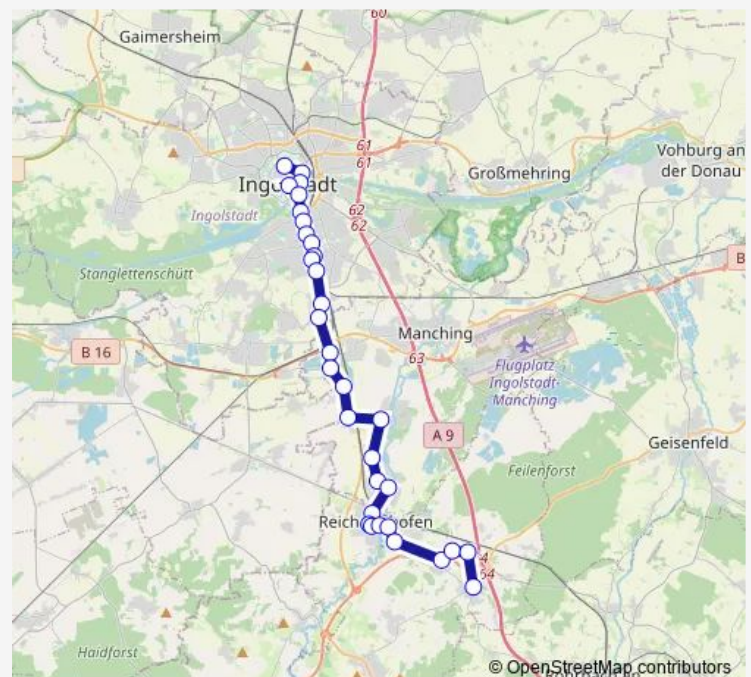 60
Gaimersheim
61
61
Großmehring
Vohburg an
der Donau
Ingolstadt
Ingolstadt
62
62
Stanglettenschütt
B
Manching
B 16
63
Flugplatz
Ingolstadt-
Manching
A 9
Geisenfeld
Feilenforst
64
Haidforst
© OpenStreetMap contributors